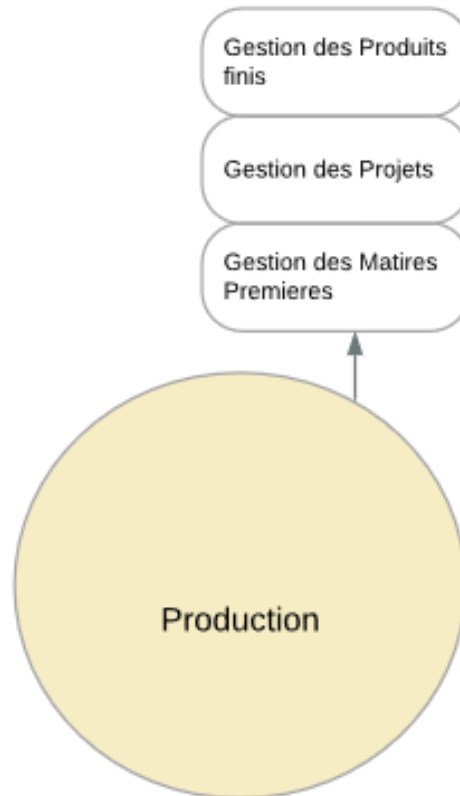 Gestion des Produits
finis
Gestion des Projets
Gestion des Matires
Premieres
Production